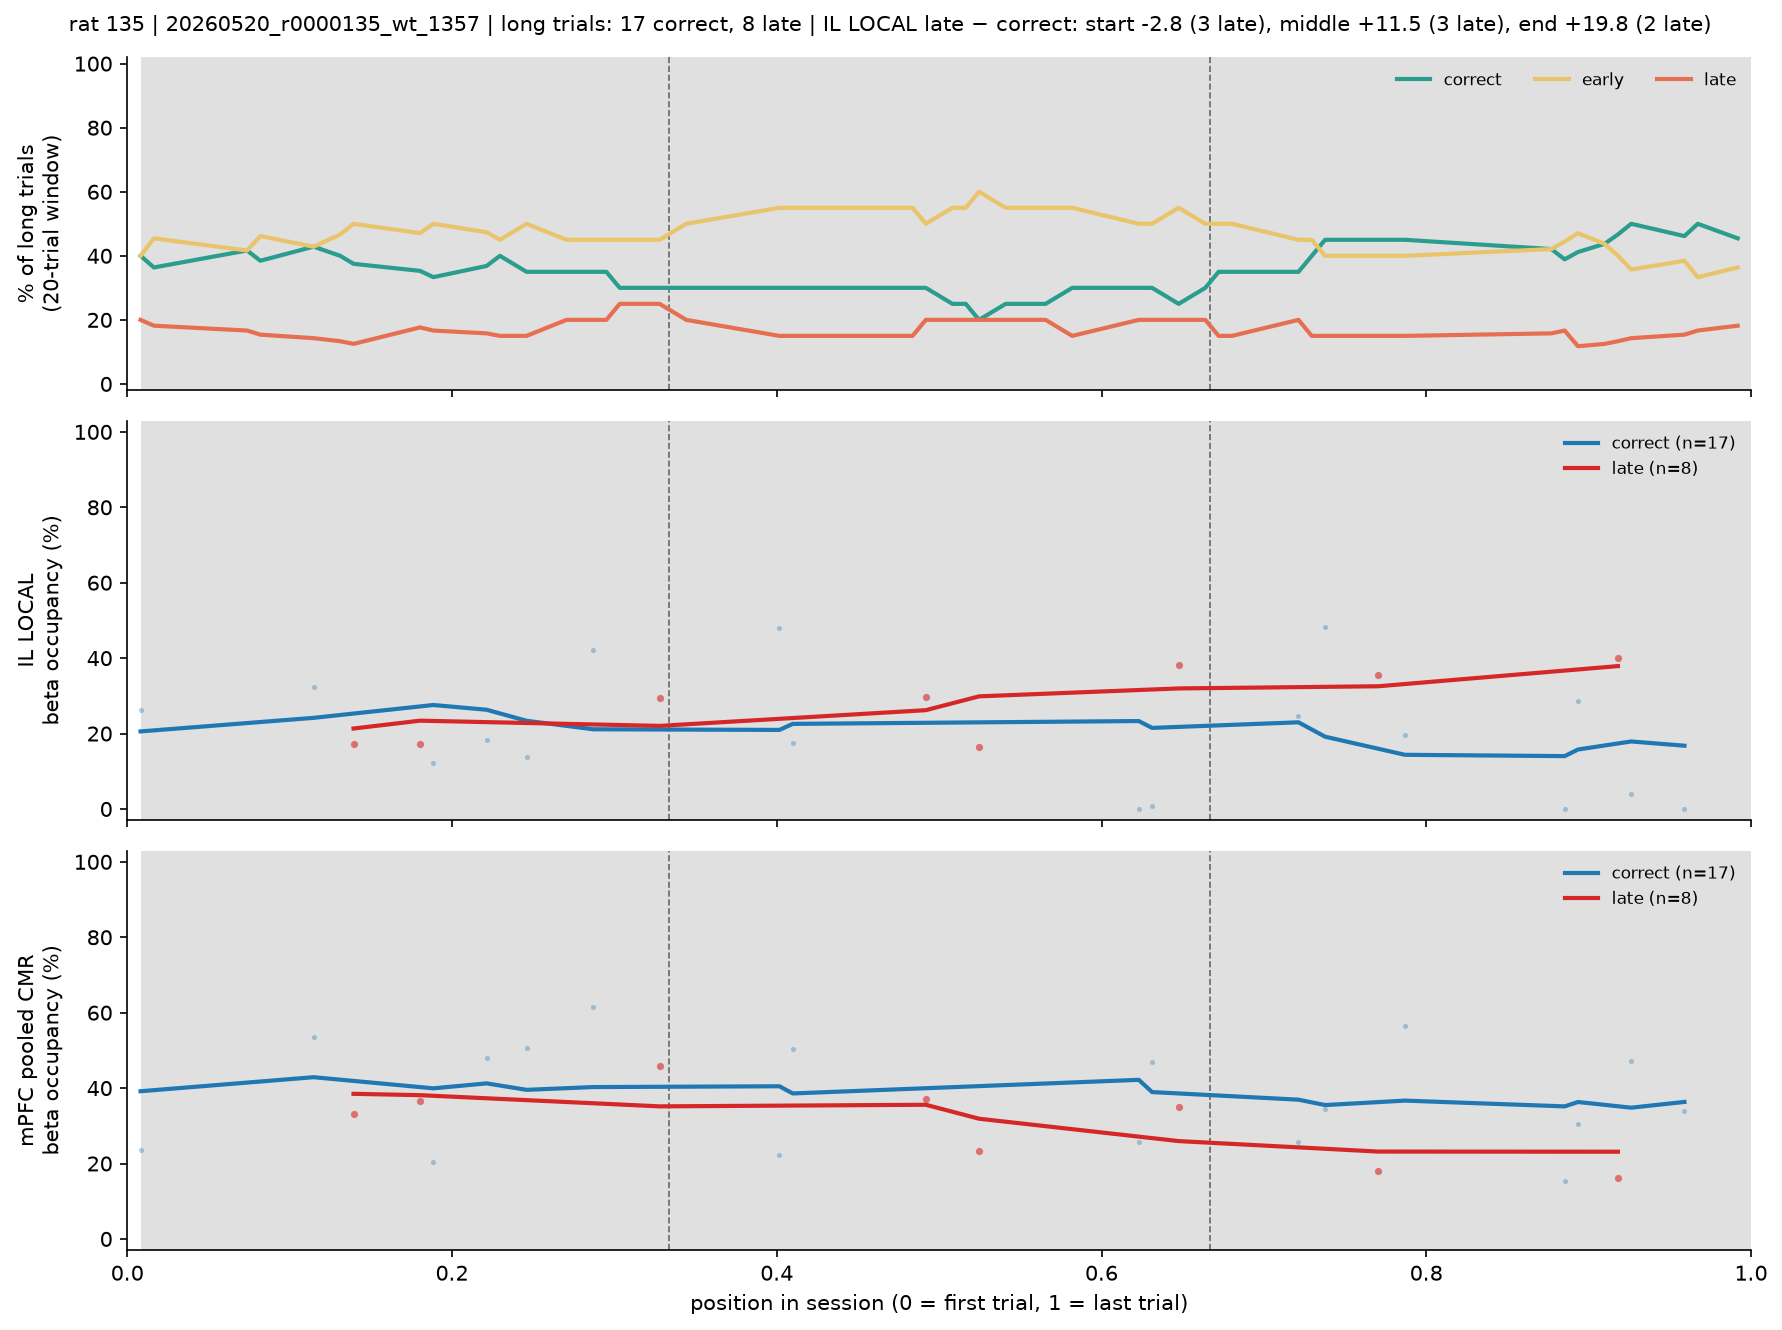 rat 135 | 20260520_r0000135_wt_1357 | long trials: 17 correct, 8 late | IL LOCAL late − correct: start -2.8 (3 late), middle +11.5 (3 late), end +19.8 (2 late)
% of long trials
(20-trial window)
100
80
60
40
20
0
correct
early
late
IL LOCAL
beta occupancy (%)
100
80
60
40
20
0
correct (n=17)
late (n=8)
mPFC pooled CMR
beta occupancy (%)
100
80
60
40
20
0
correct (n=17)
late (n=8)
0.0
0.2
0.4
0.6
0.8
1.0
position in session (0 = first trial, 1 = last trial)